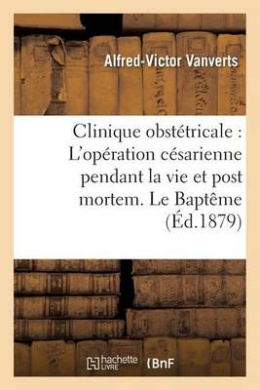 Alfred-Victor Vanverts
Clinique obstétricale : L'opération césarienne pendant la vie et post mortem. Le Baptême (Éd.1879)
hachette
LIVRE
{BnF